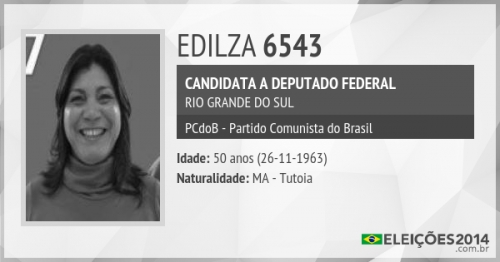 7
EDILZA 6543
CANDIDATA A DEPUTADO FEDERAL
RIO GRANDE DO SUL
PCdoB - Partido Comunista do Brasil
Idade: 50 anos (26-11-1963)
Naturalidade: MA - Tutoia
ELEIÇÕES2014
.com.br